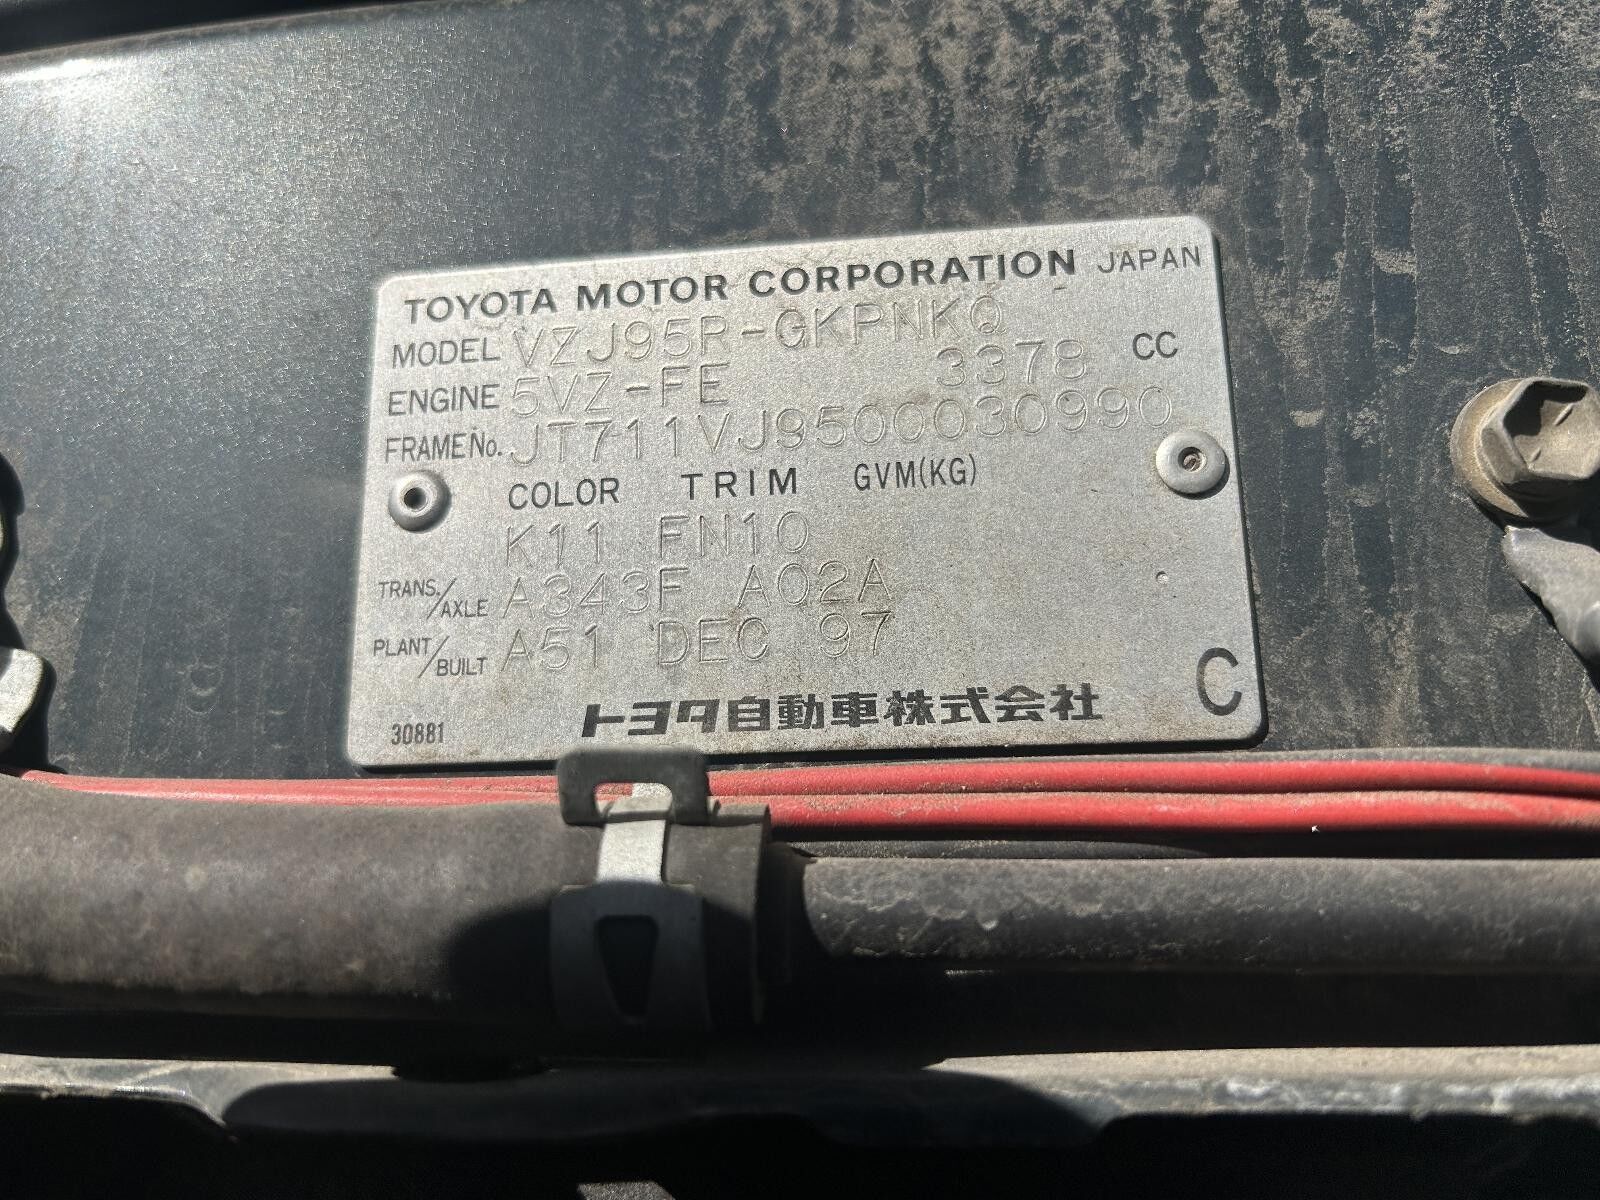 TOYOTA MOTOR CORPORATION JAPAN
MODEL VZJ95R-GKPNKQ
ENGINE 5VZ-FE 3378 CC
FRAME No. JT711VJ9500030990
COLOR TRIM GVM(KG)
K11 FN10
TRANS./AXLE A343F A02A
PLANT/BUILT A51 DEC 97
30881 トヨタ自動車株式会社 C